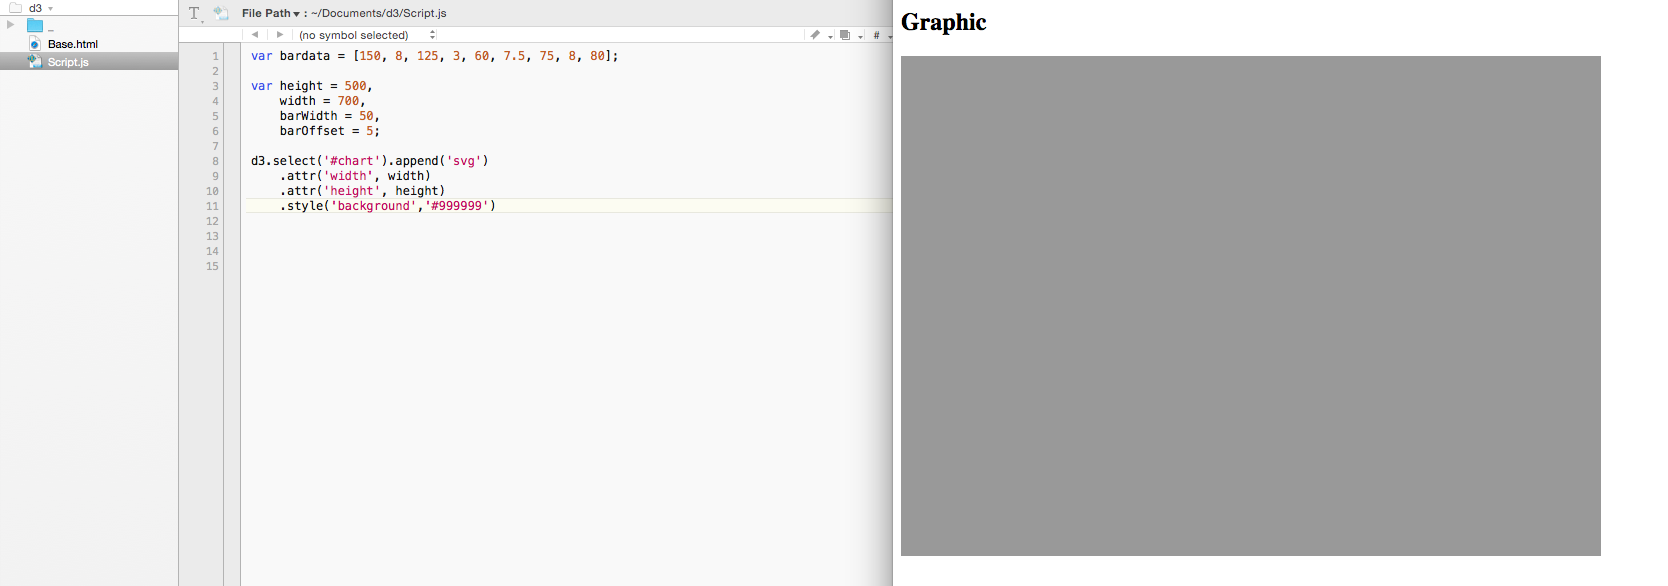 d3
_
Base.html
Script.js
File Path ▾ : ~/Documents/d3/Script.js
(no symbol selected)
#
1 var bardata = [150, 8, 125, 3, 60, 7.5, 75, 8, 80];
2
3 var height = 500,
4     width = 700,
5     barWidth = 50,
6     barOffset = 5;
7
8 d3.select('#chart').append('svg')
9     .attr('width', width)
10     .attr('height', height)
11     .style('background','#999999')
12
13
14
15
Graphic